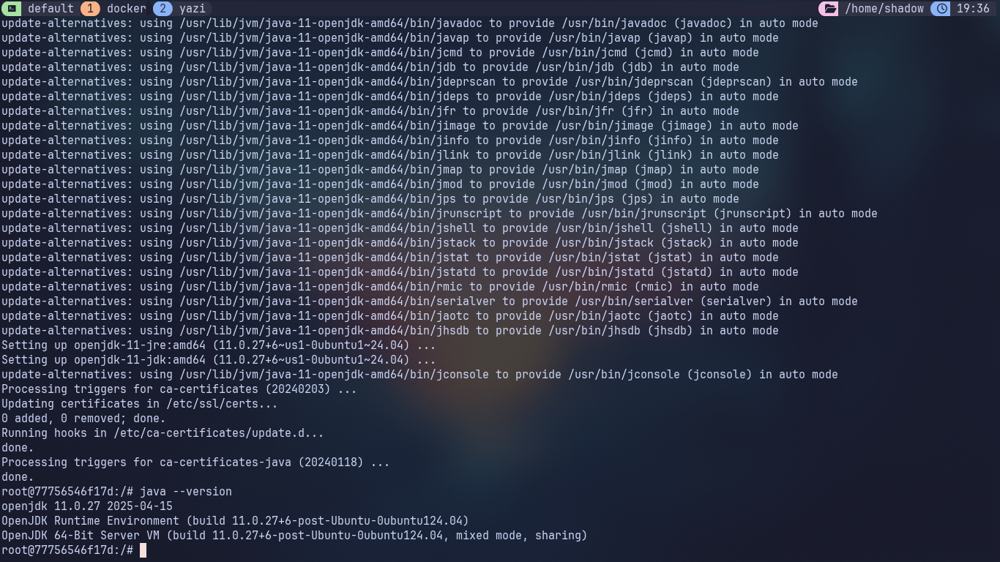 default 1 docker 2 yazi /home/shadow 19:36
update-alternatives: using /usr/lib/jvm/java-11-openjdk-amd64/bin/javadoc to provide /usr/bin/javadoc (javadoc) in auto mode
update-alternatives: using /usr/lib/jvm/java-11-openjdk-amd64/bin/javap to provide /usr/bin/javap (javap) in auto mode
update-alternatives: using /usr/lib/jvm/java-11-openjdk-amd64/bin/jcmd to provide /usr/bin/jcmd (jcmd) in auto mode
update-alternatives: using /usr/lib/jvm/java-11-openjdk-amd64/bin/jdb to provide /usr/bin/jdb (jdb) in auto mode
update-alternatives: using /usr/lib/jvm/java-11-openjdk-amd64/bin/jdeprscan to provide /usr/bin/jdeprscan (jdeprscan) in auto mode
update-alternatives: using /usr/lib/jvm/java-11-openjdk-amd64/bin/jdeps to provide /usr/bin/jdeps (jdeps) in auto mode
update-alternatives: using /usr/lib/jvm/java-11-openjdk-amd64/bin/jfr to provide /usr/bin/jfr (jfr) in auto mode
update-alternatives: using /usr/lib/jvm/java-11-openjdk-amd64/bin/jimage to provide /usr/bin/jimage (jimage) in auto mode
update-alternatives: using /usr/lib/jvm/java-11-openjdk-amd64/bin/jinfo to provide /usr/bin/jinfo (jinfo) in auto mode
update-alternatives: using /usr/lib/jvm/java-11-openjdk-amd64/bin/jlink to provide /usr/bin/jlink (jlink) in auto mode
update-alternatives: using /usr/lib/jvm/java-11-openjdk-amd64/bin/jmap to provide /usr/bin/jmap (jmap) in auto mode
update-alternatives: using /usr/lib/jvm/java-11-openjdk-amd64/bin/jmod to provide /usr/bin/jmod (jmod) in auto mode
update-alternatives: using /usr/lib/jvm/java-11-openjdk-amd64/bin/jps to provide /usr/bin/jps (jps) in auto mode
update-alternatives: using /usr/lib/jvm/java-11-openjdk-amd64/bin/jrunscript to provide /usr/bin/jrunscript (jrunscript) in auto mode
update-alternatives: using /usr/lib/jvm/java-11-openjdk-amd64/bin/jshell to provide /usr/bin/jshell (jshell) in auto mode
update-alternatives: using /usr/lib/jvm/java-11-openjdk-amd64/bin/jstack to provide /usr/bin/jstack (jstack) in auto mode
update-alternatives: using /usr/lib/jvm/java-11-openjdk-amd64/bin/jstat to provide /usr/bin/jstat (jstat) in auto mode
update-alternatives: using /usr/lib/jvm/java-11-openjdk-amd64/bin/jstatd to provide /usr/bin/jstatd (jstatd) in auto mode
update-alternatives: using /usr/lib/jvm/java-11-openjdk-amd64/bin/rmic to provide /usr/bin/rmic (rmic) in auto mode
update-alternatives: using /usr/lib/jvm/java-11-openjdk-amd64/bin/serialver to provide /usr/bin/serialver (serialver) in auto mode
update-alternatives: using /usr/lib/jvm/java-11-openjdk-amd64/bin/jaotc to provide /usr/bin/jaotc (jaotc) in auto mode
update-alternatives: using /usr/lib/jvm/java-11-openjdk-amd64/bin/jhsdb to provide /usr/bin/jhsdb (jhsdb) in auto mode
Setting up openjdk-11-jre:amd64 (11.0.27+6~us1-0ubuntu1~24.04) ...
Setting up openjdk-11-jdk:amd64 (11.0.27+6~us1-0ubuntu1~24.04) ...
update-alternatives: using /usr/lib/jvm/java-11-openjdk-amd64/bin/jconsole to provide /usr/bin/jconsole (jconsole) in auto mode
Processing triggers for ca-certificates (20240203) ...
Updating certificates in /etc/ssl/certs...
0 added, 0 removed; done.
Running hooks in /etc/ca-certificates/update.d...
done.
Processing triggers for ca-certificates-java (20240118) ...
done.
root@77756546f17d:/# java --version
openjdk 11.0.27 2025-04-15
OpenJDK Runtime Environment (build 11.0.27+6-post-Ubuntu-0ubuntu124.04)
OpenJDK 64-Bit Server VM (build 11.0.27+6-post-Ubuntu-0ubuntu124.04, mixed mode, sharing)
root@77756546f17d:/#